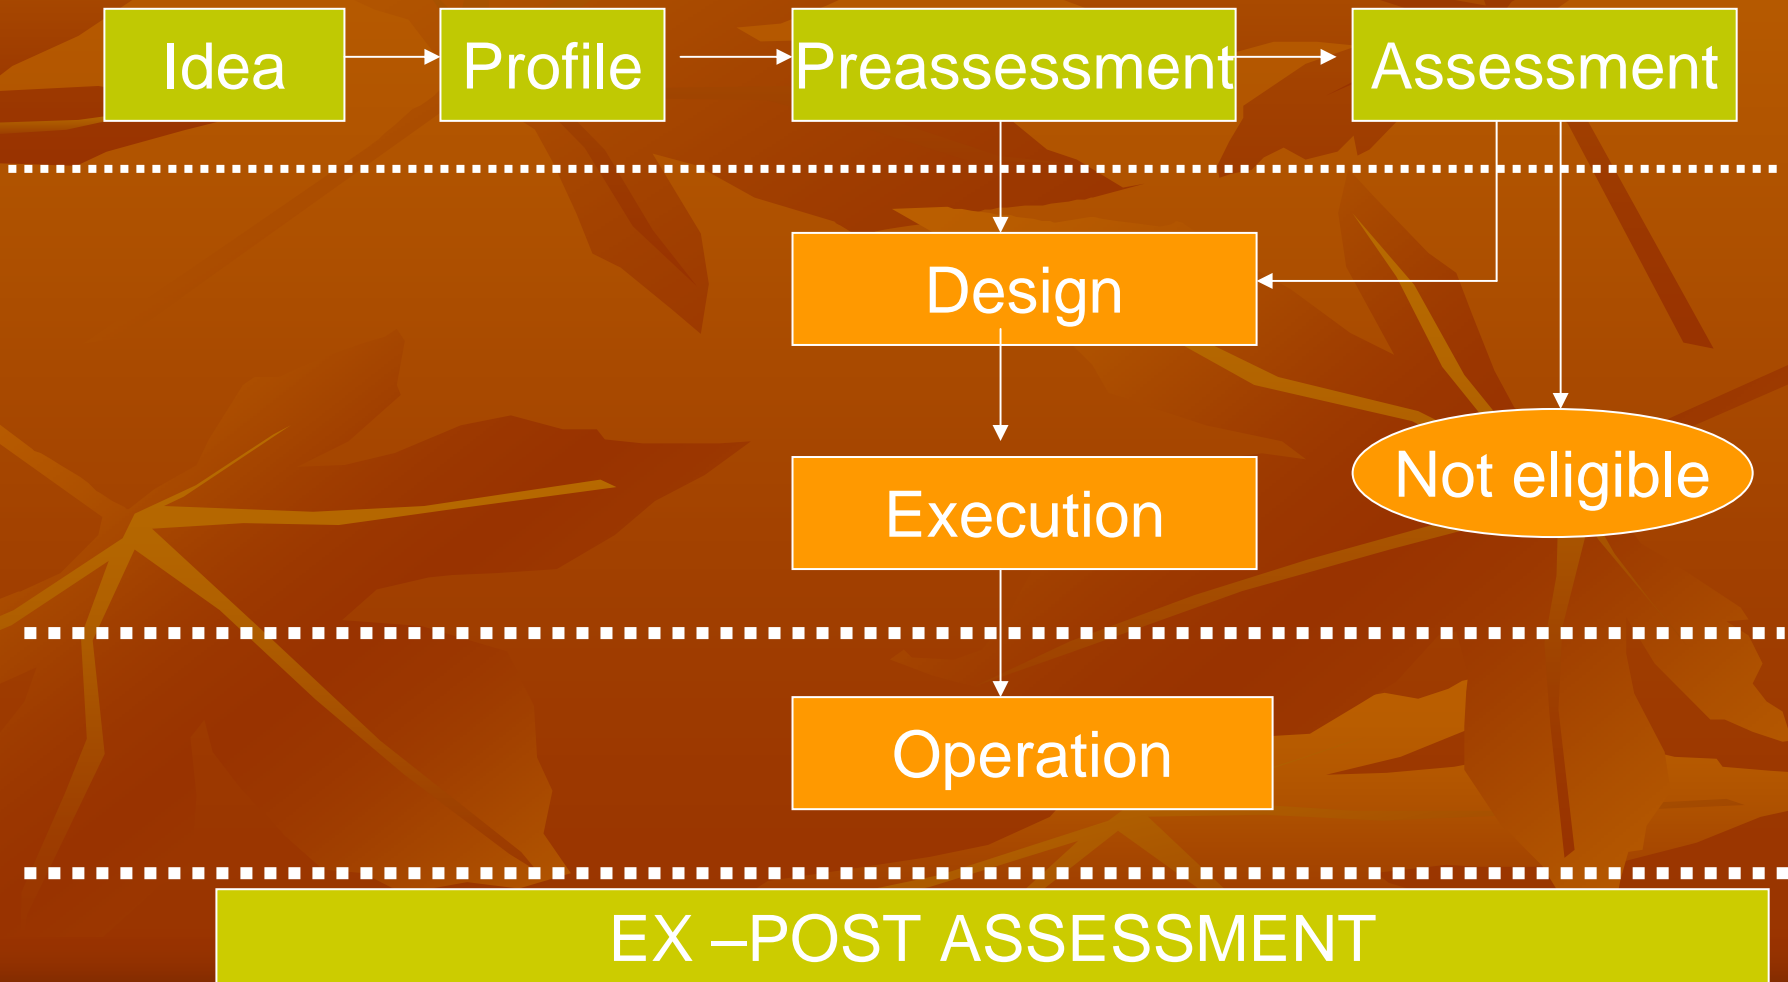 Idea
Profile
Preassessment
Assessment
Design
Not eligible
Execution
Operation
EX –POST ASSESSMENT